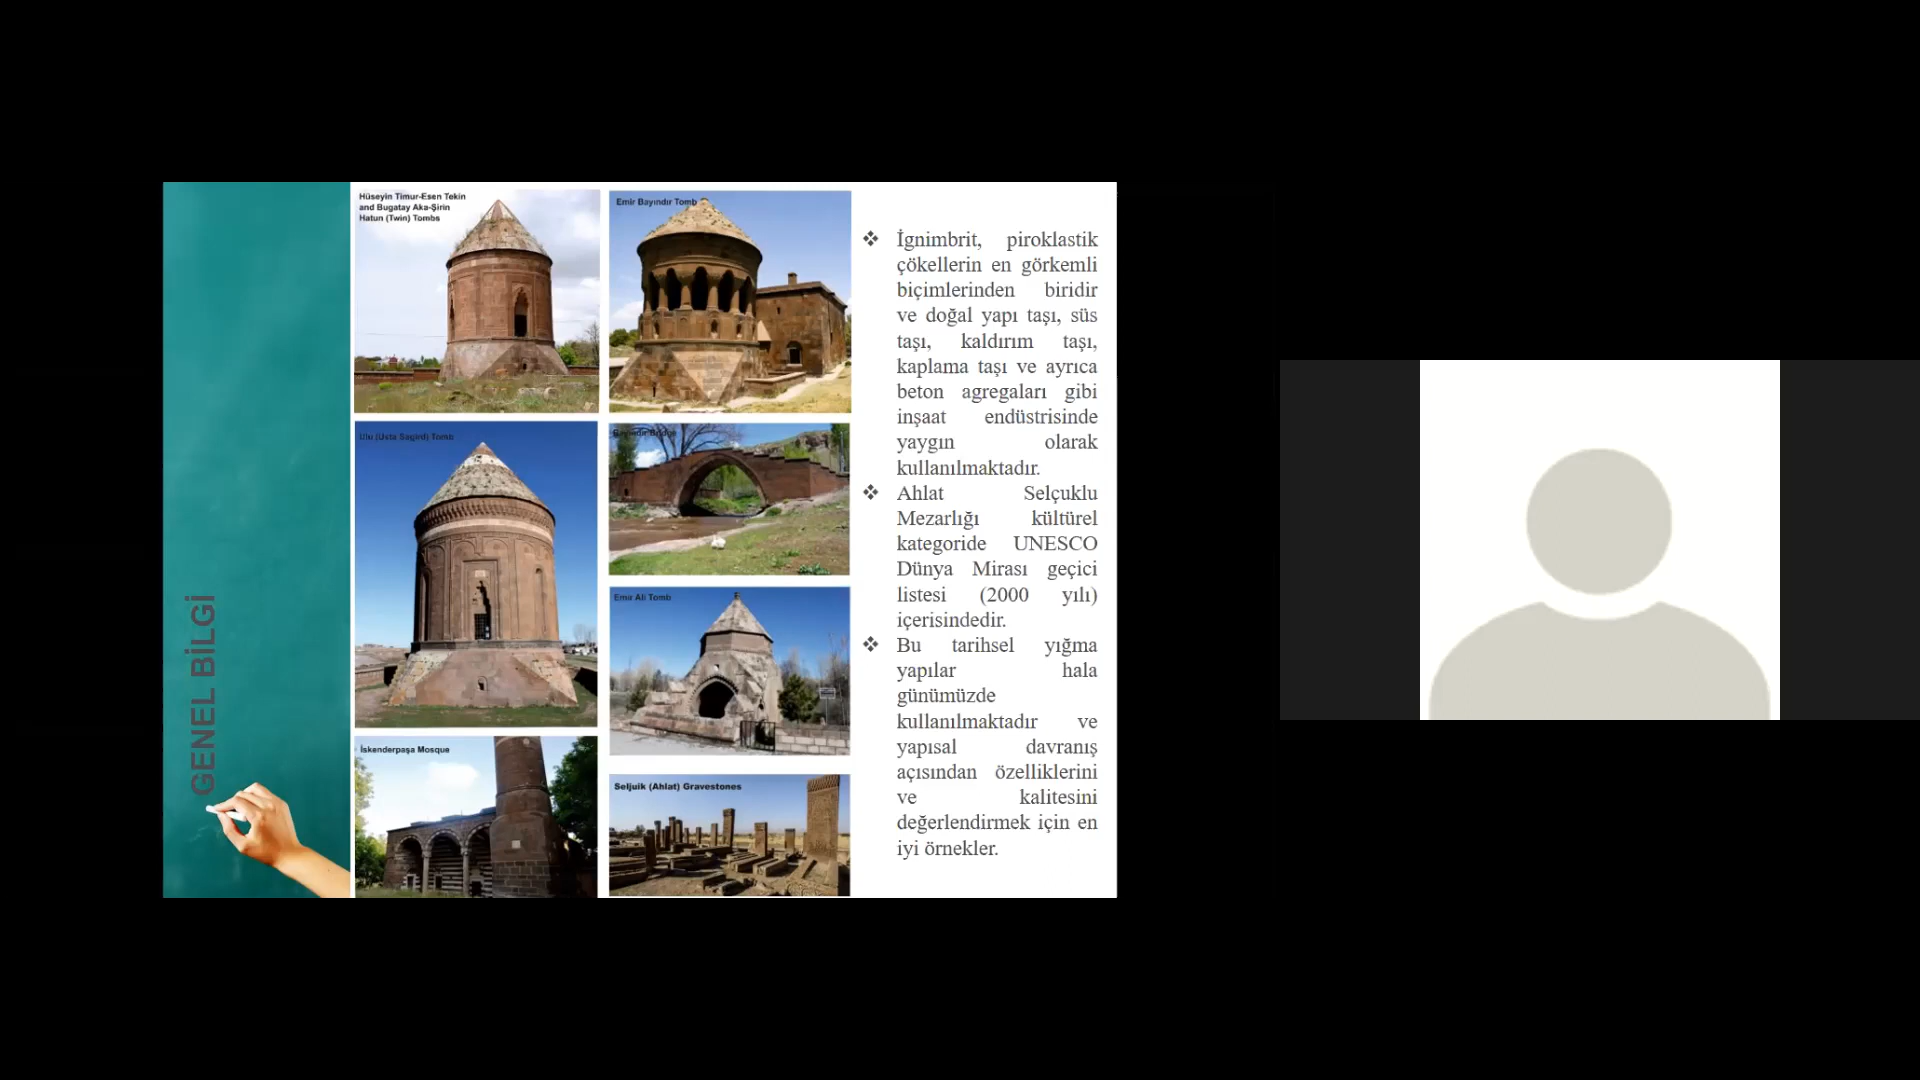 GENEL BİLGİ
Hüseyin Timur-Esen Tekin
and Bugatay Aka-Şirin
Hatun (Twin) Tombs
Emir Bayındır Tomb
Ulu (Usta Sagird) Tomb
Bayındır Bridge
Emir Ali Tomb
İskenderpaşa Mosque
Seljuik (Ahlat) Gravestones
❖ İgnimbrit, piroklastik
çökellerin en görkemli
biçimlerinden biridir
ve doğal yapı taşı, süs
taşı, kaldırım taşı,
kaplama taşı ve ayrıca
beton agregaları gibi
inşaat endüstrisinde
yaygın olarak
kullanılmaktadır.
❖ Ahlat Selçuklu
Mezarlığı kültürel
kategoride UNESCO
Dünya Mirası geçici
listesi (2000 yılı)
içerisindedir.
❖ Bu tarihsel yığma
yapılar hala
günümüzde
kullanılmaktadır ve
yapısal davranış
açısından özelliklerini
ve kalitesini
değerlendirmek için en
iyi örnekler.